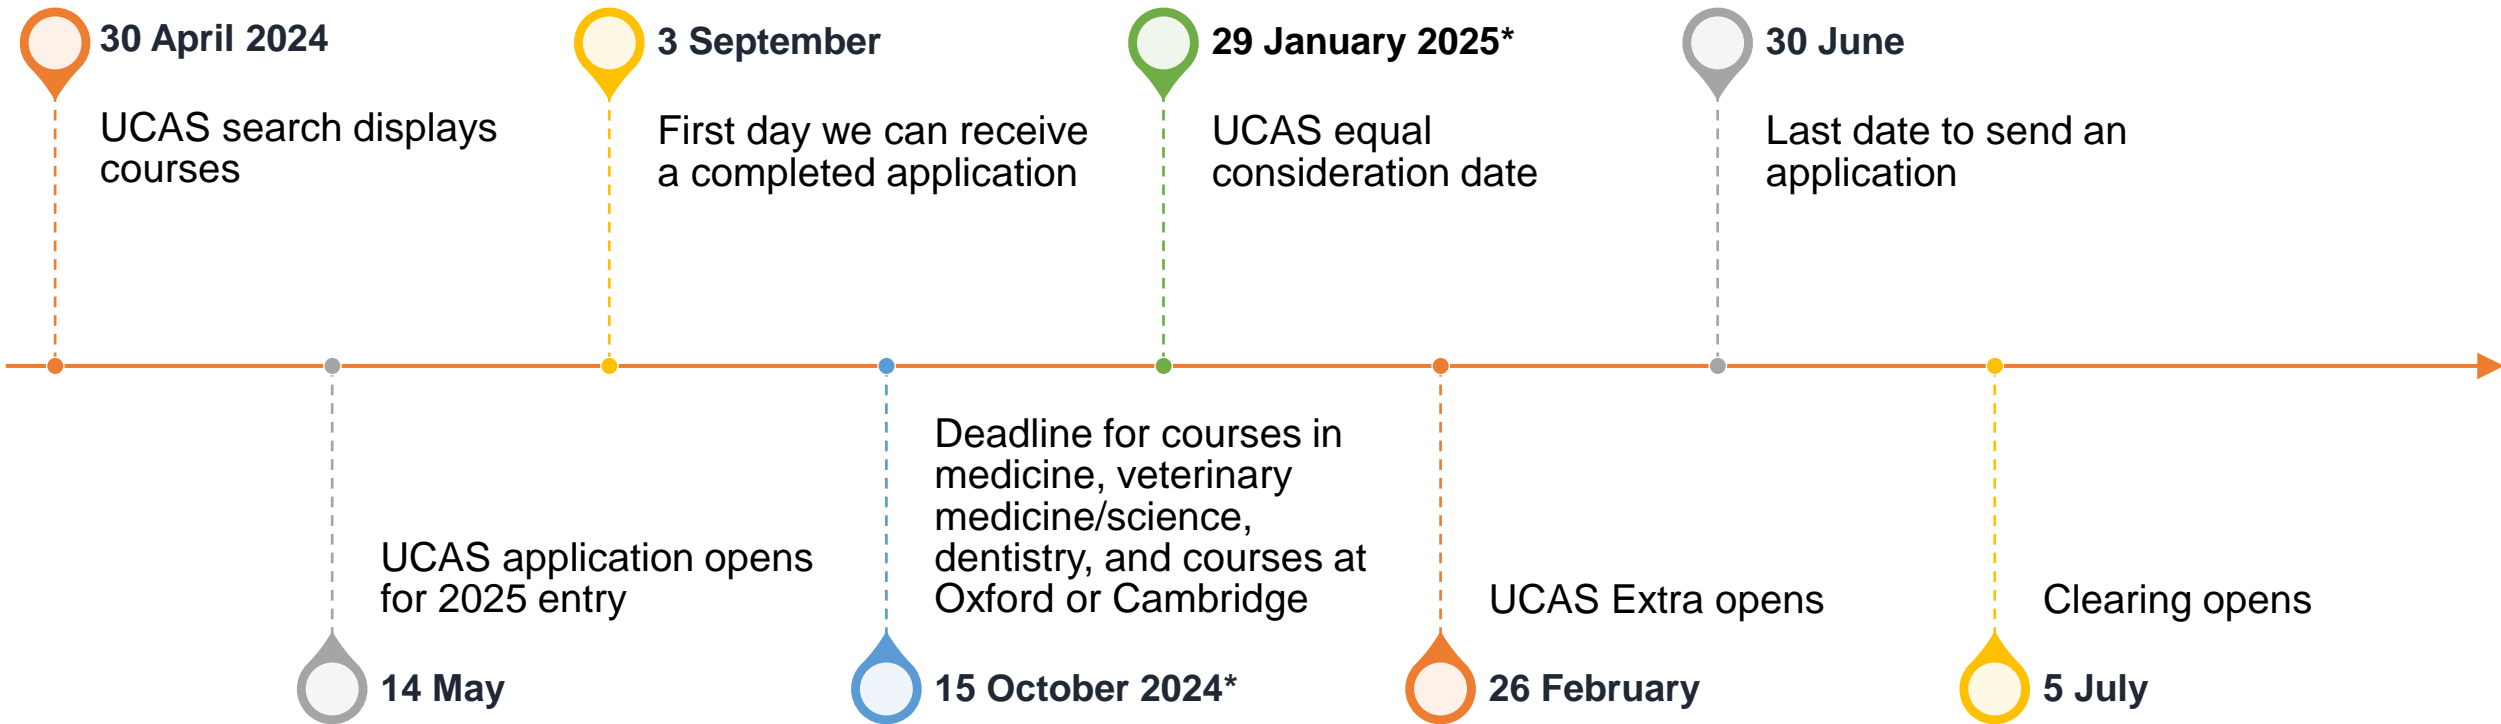 30 April 2024
UCAS search displays
courses
14 May
UCAS application opens
for 2025 entry
3 September
First day we can receive
a completed application
15 October 2024*
Deadline for courses in
medicine, veterinary
medicine/science,
dentistry, and courses at
Oxford or Cambridge
29 January 2025*
UCAS equal
consideration date
26 February
UCAS Extra opens
30 June
Last date to send an
application
5 July
Clearing opens